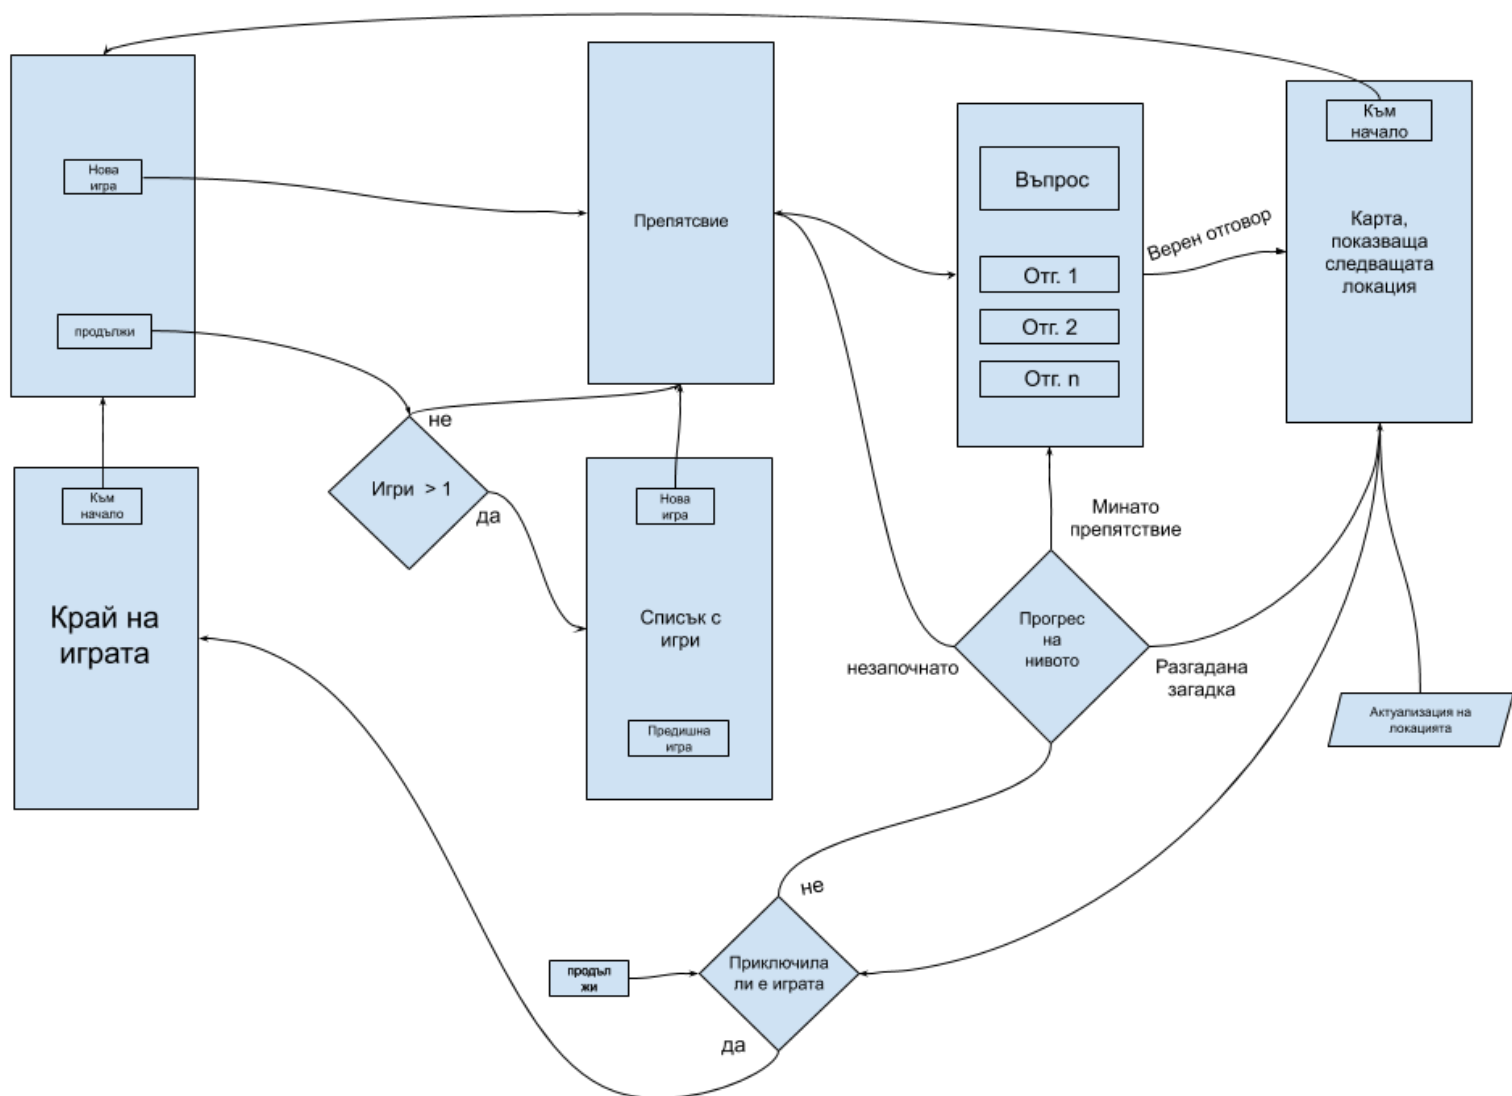 Към
начало
Нова
игра
Въпрос
Препятсвие
Верен отговор
Карта,
показваща
следващата
локация
Отг. 1
Отг. 2
Отг. n
продължи
не
Игри > 1
да
Към
начало
Нова
игра
Минато
препятствие
Край на
играта
Списък с
игри
Прогрес
на
нивото
незапочнато
Разгадана
загадка
Предишна
игра
Актуализация на
локацията
не
Приключила
ли е играта
продъл
жи
да